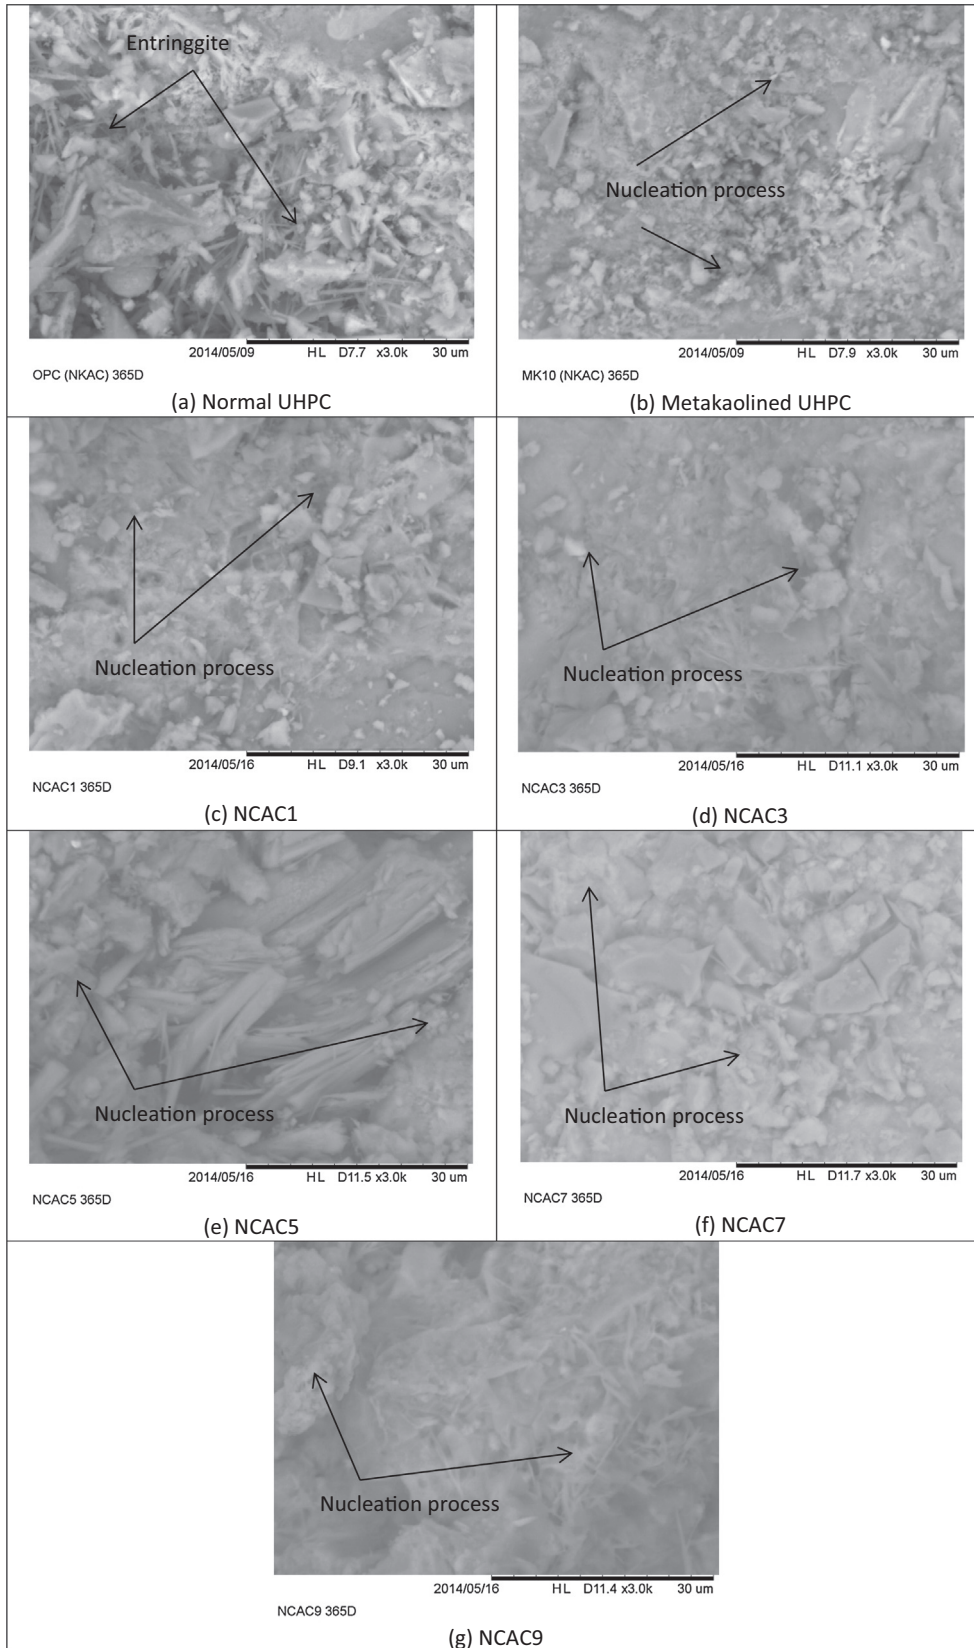 Entringgite
2014/05/09 HL D7.7 x3.0k 30 um
OPC (NKAC) 365D
(a) Normal UHPC
Nucleation process
2014/05/09 HL D7.9 x3.0k 30 um
MK10 (NKAC) 365D
(b) Metakaolined UHPC
Nucleation process
2014/05/16 HL D9.1 x3.0k 30 um
NCAC1 365D
(c) NCAC1
Nucleation process
2014/05/16 HL D11.1 x3.0k 30 um
NCAC3 365D
(d) NCAC3
Nucleation process
2014/05/16 HL D11.5 x3.0k 30 um
NCAC5 365D
(e) NCAC5
Nucleation process
2014/05/16 HL D11.7 x3.0k 30 um
NCAC7 365D
(f) NCAC7
Nucleation process
2014/05/16 HL D11.4 x3.0k 30 um
NCAC9 365D
(g) NCAC9